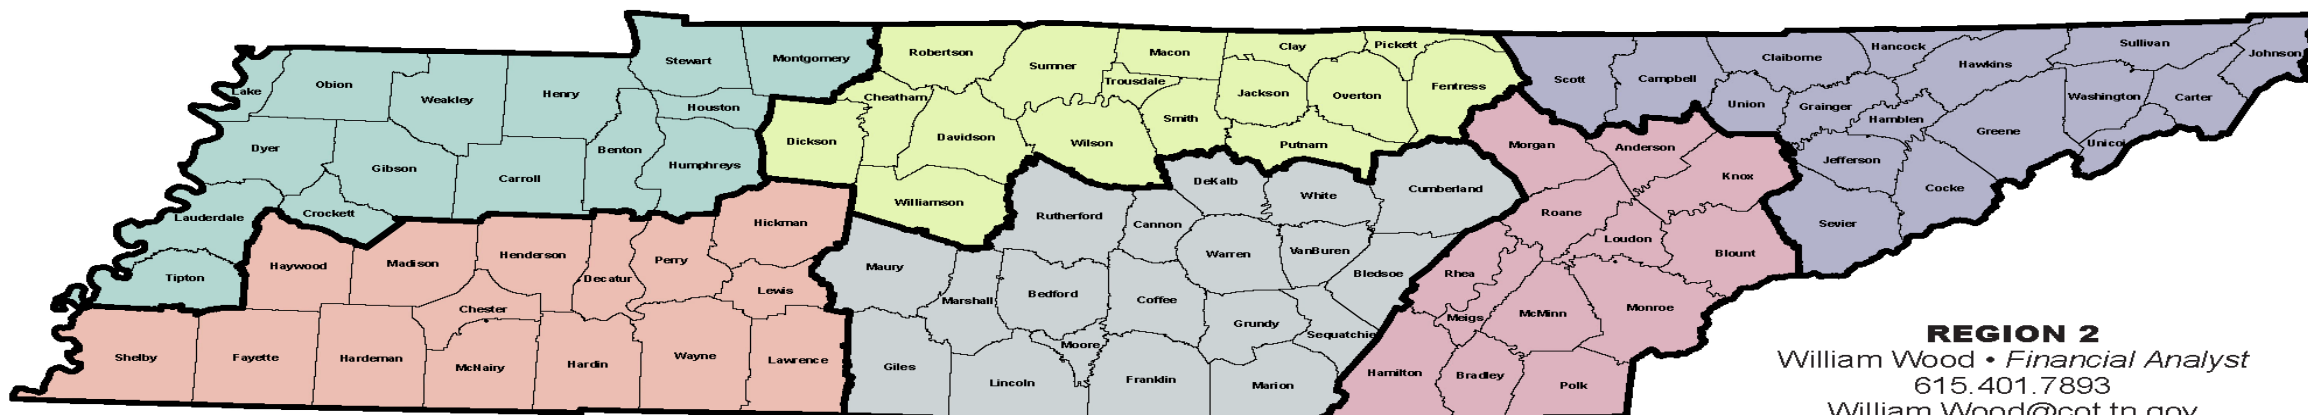 Lake
Obion
Weakley
Henry
Stewart
Montgomery
Houston
Dyer
Gibson
Carroll
Benton
Humphreys
Lauderdale
Crockett
Tipton
Robertson
Sumner
Macon
Clay
Pickett
Trousdale
Cheatham
Jackson
Overton
Fentress
Dickson
Davidson
Wilson
Smith
Putnam
Williamson
Scott
Campbell
Claiborne
Hancock
Hawkins
Sullivan
Johnson
Union
Grainger
Hamblen
Washington
Carter
Greene
Unicoi
Jefferson
Cocke
Sevier
Haywood
Madison
Henderson
Decatur
Perry
Hickman
Lewis
Chester
Shelby
Fayette
Hardeman
McNairy
Hardin
Wayne
Lawrence
Rutherford
Cannon
DeKalb
White
Cumberland
Maury
Marshall
Bedford
Coffee
Warren
VanBuren
Bledsoe
Grundy
Sequatchie
Moore
Giles
Lincoln
Franklin
Marion
Morgan
Anderson
Knox
Roane
Loudon
Blount
Rhea
Meigs
McMinn
Monroe
Hamilton
Bradley
Polk
REGION 2
William Wood • Financial Analyst
615.401.7893
William.Wood@cot.tn.gov